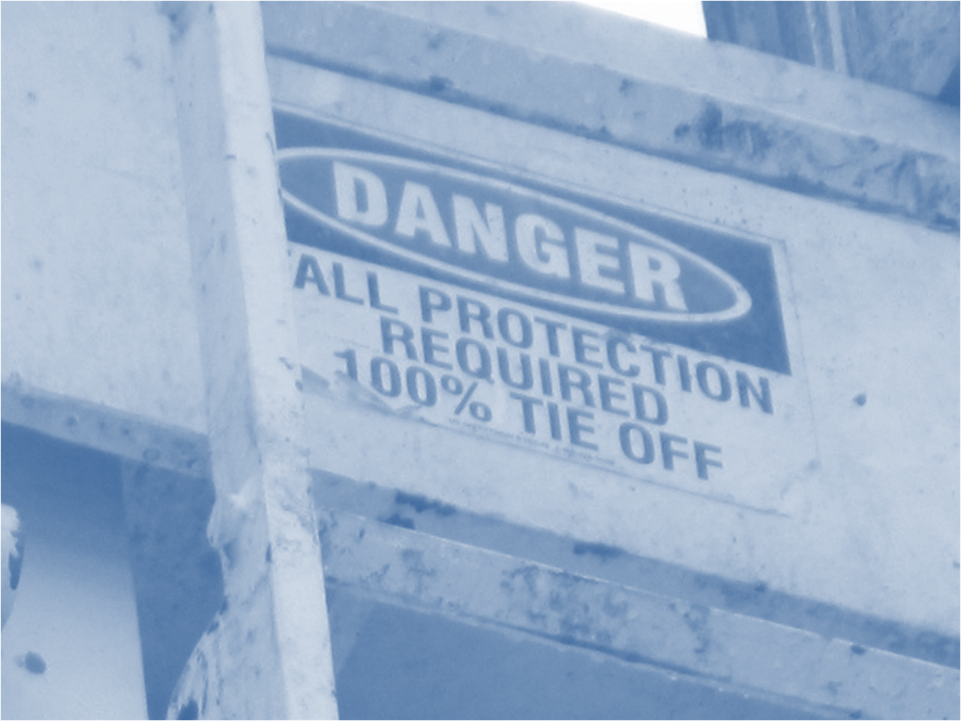 DANGER
ALL PROTECTION
REQUIRED
100% TIE OFF